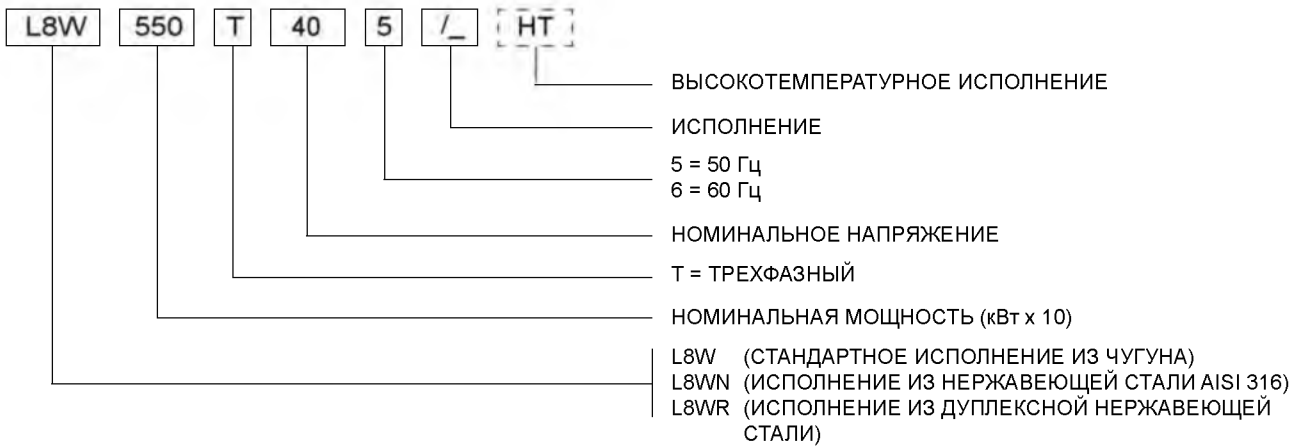 L8W 550 T 40 5 /_ HT
ВЫСОКОТЕМПЕРАТУРНОЕ ИСПОЛНЕНИЕ
ИСПОЛНЕНИЕ
5 = 50 Гц
6 = 60 Гц
НОМИНАЛЬНОЕ НАПРЯЖЕНИЕ
Т = ТРЕХФАЗНЫЙ
НОМИНАЛЬНАЯ МОЩНОСТЬ (кВт х 10)
L8W (СТАНДАРТНОЕ ИСПОЛНЕНИЕ ИЗ ЧУГУНА)
L8WN (ИСПОЛНЕНИЕ ИЗ НЕРЖАВЕЮЩЕЙ СТАЛИ AISI 316)
L8WR (ИСПОЛНЕНИЕ ИЗ ДУПЛЕКСНОЙ НЕРЖАВЕЮЩЕЙ
СТАЛИ)